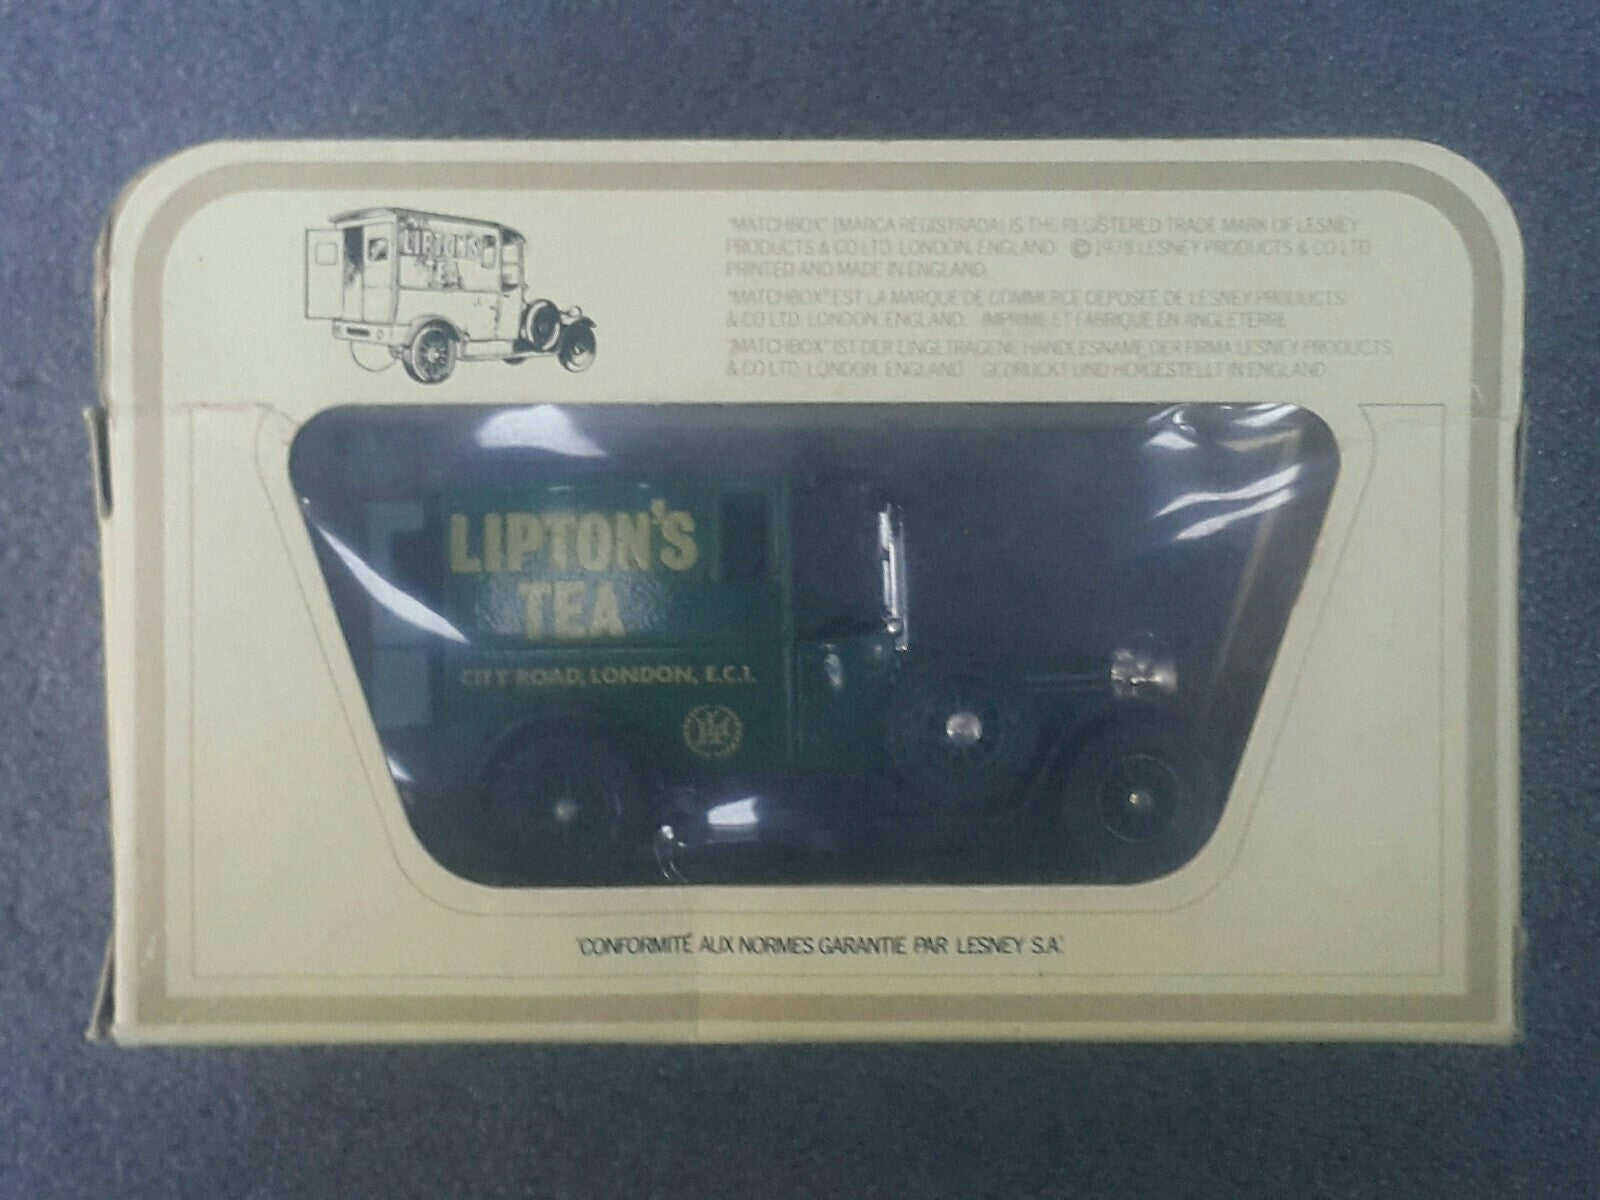 LIPTON'S
TEA
"MATCHBOX" (MARCA REGISTRADA) IS THE REGISTERED TRADE MARK OF LESNEY
PRODUCTS & CO LTD. LONDON. ENGLAND © 1978 LESNEY PRODUCTS & CO LTD
PRINTED AND MADE IN ENGLAND.
"MATCHBOX" EST LA MARQUE DE COMMERCE DEPOSEE DE LESNEY PRODUCTS
& CO LTD. LONDON. ENGLAND. IMPRIME ET FABRIQUE EN ANGLETERRE
"MATCHBOX" IST DER EINGETRAGENE HANDLESNAME DER FIRMA LESNEY PRODUCTS
& CO LTD. LONDON. ENGLAND GEDRUCKT UND HORGESTELLT IN ENGLAND
LIPTON'S
TEA
CITY ROAD, LONDON, E.C.1.
"CONFORMITÉ AUX NORMES GARANTIE PAR LESNEY S.A."